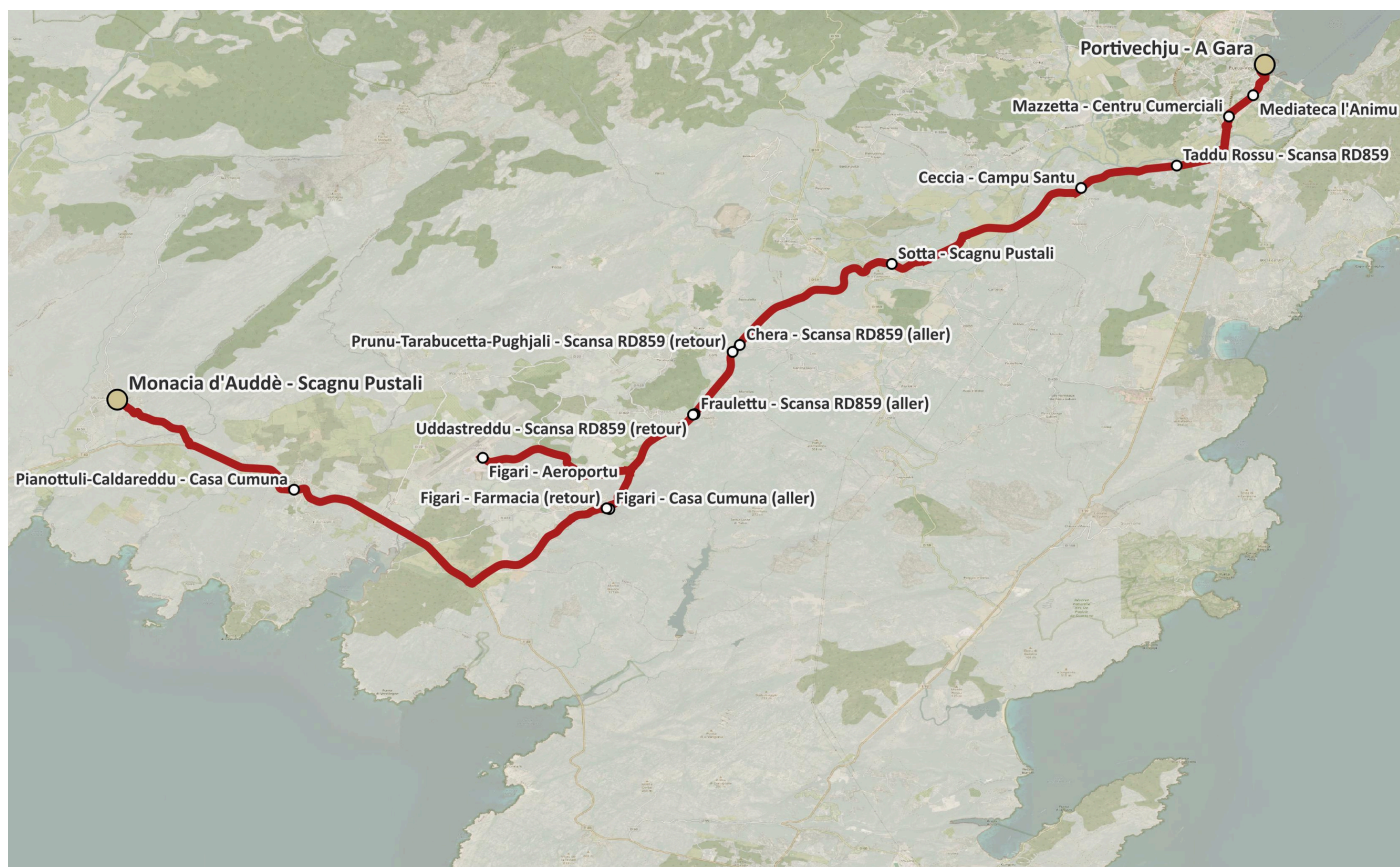 Portivechju - A Gara
Mazzetta - Centru Cumerciali
Mediateca l'Animu
Taddu Rossu - Scansa RD859
Ceccia - Campu Santu
Sotta - Scagnu Pustali
Chera - Scansa RD859 (aller)
Prunu-Tarabucetta-Pughjali - Scansa RD859 (retour)
Monacia d'Auddè - Scagnu Pustali
Fraulettu - Scansa RD859 (aller)
Uddastreddu - Scansa RD859 (retour)
Figari - Aeroportu
Pianottuli-Caldareddu - Casa Cumuna
Figari - Farmacia (retour)
Figari - Casa Cumuna (aller)